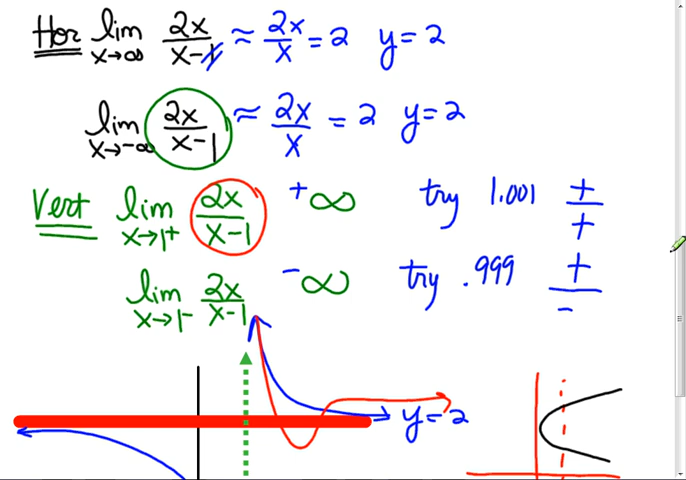 Hor lim x→∞ 2x/(x-1) ≈ 2x/x = 2 y = 2
lim x→-∞ 2x/(x-1) ≈ 2x/x = 2 y = 2
Vert lim x→1⁺ 2x/(x-1) +∞ try 1.001 +/+
lim x→1⁻ 2x/(x-1) -∞ try .999 +/-
y = 2